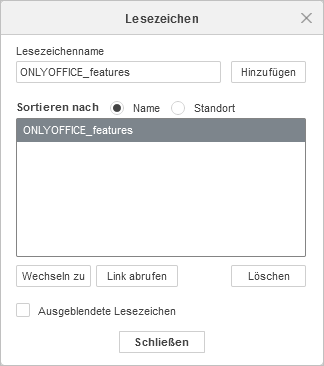 Lesezeichen
Lesezeichenname
ONLYOFFICE_features
Hinzufügen
Sortieren nach Name Standort
ONLYOFFICE_features
Wechseln zu Link abrufen Löschen
Ausgeblendete Lesezeichen
Schließen